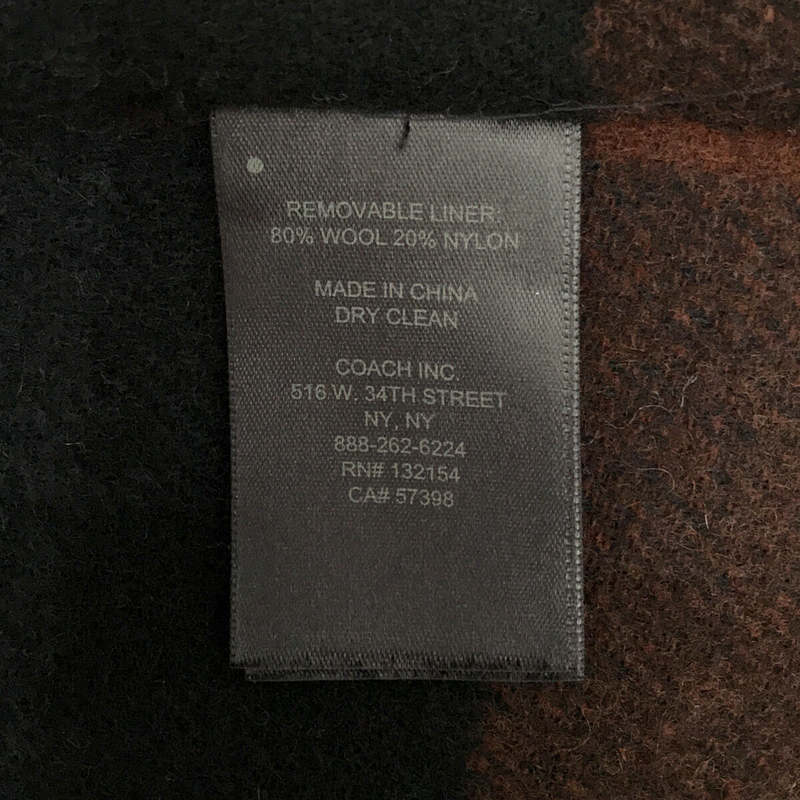 REMOVABLE LINER:
80% WOOL 20% NYLON
MADE IN CHINA
DRY CLEAN
COACH INC.
516 W. 34TH STREET
NY, NY
888-262-6224
RN# 132154
CA# 57398